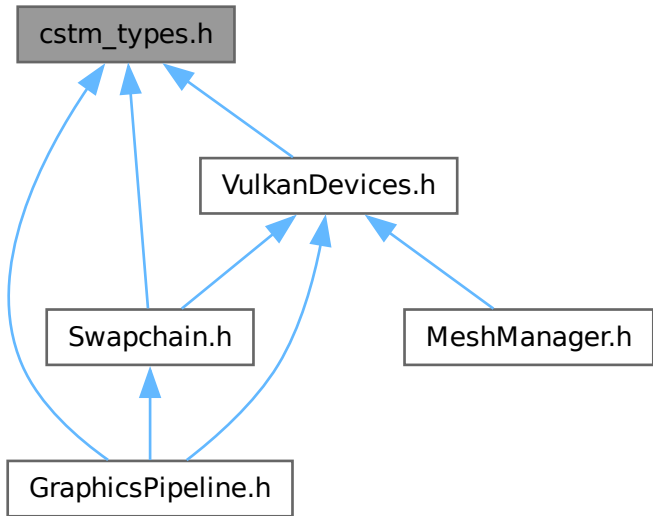 cstm_types.h
VulkanDevices.h
Swapchain.h
MeshManager.h
GraphicsPipeline.h